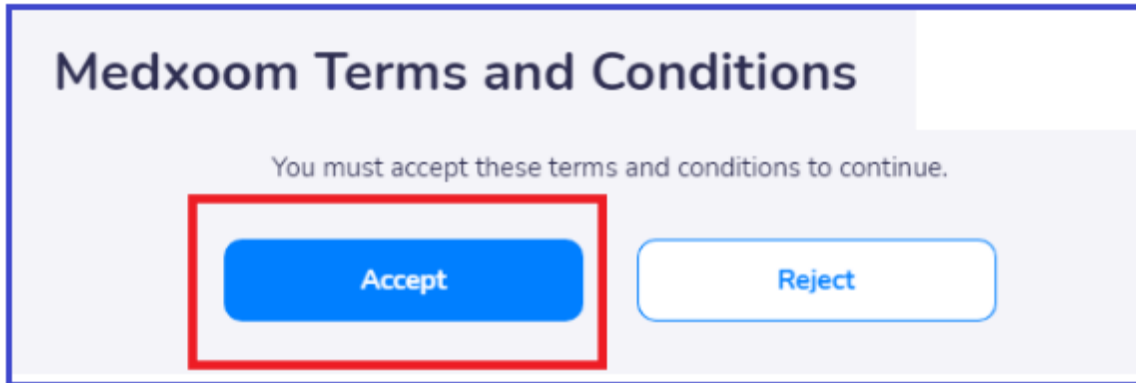 Medxoom Terms and Conditions
You must accept these terms and conditions to continue.
Accept
Reject